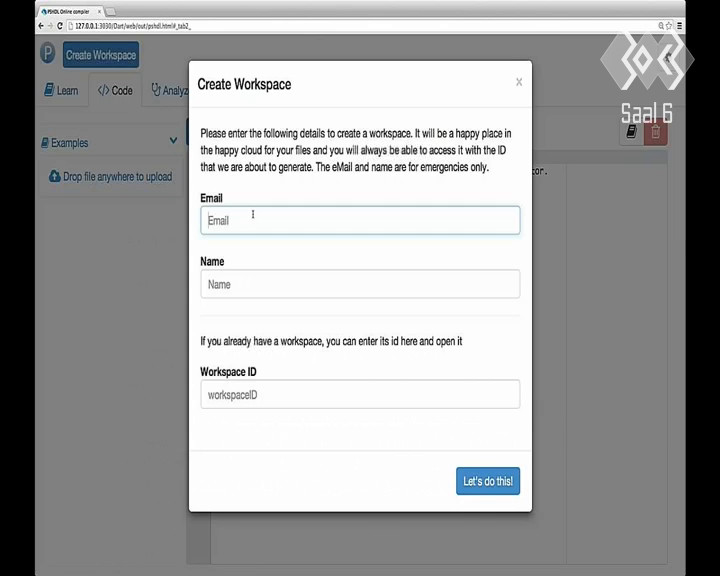 PSHDL Online compiler
127.0.0.1:3030/Dart/web/out/pshdl.html#_tab2_
P
Create Workspace
Learn
Code
Analyz
Examples
Drop file anywhere to upload
tor.
Create Workspace
x
Please enter the following details to create a workspace. It will be a happy place in
the happy cloud for your files and you will always be able to access it with the ID
that we are about to generate. The eMail and name are for emergencies only.
Email
Email
Name
Name
If you already have a workspace, you can enter its id here and open it
Workspace ID
workspaceID
Let's do this!
Saal 6